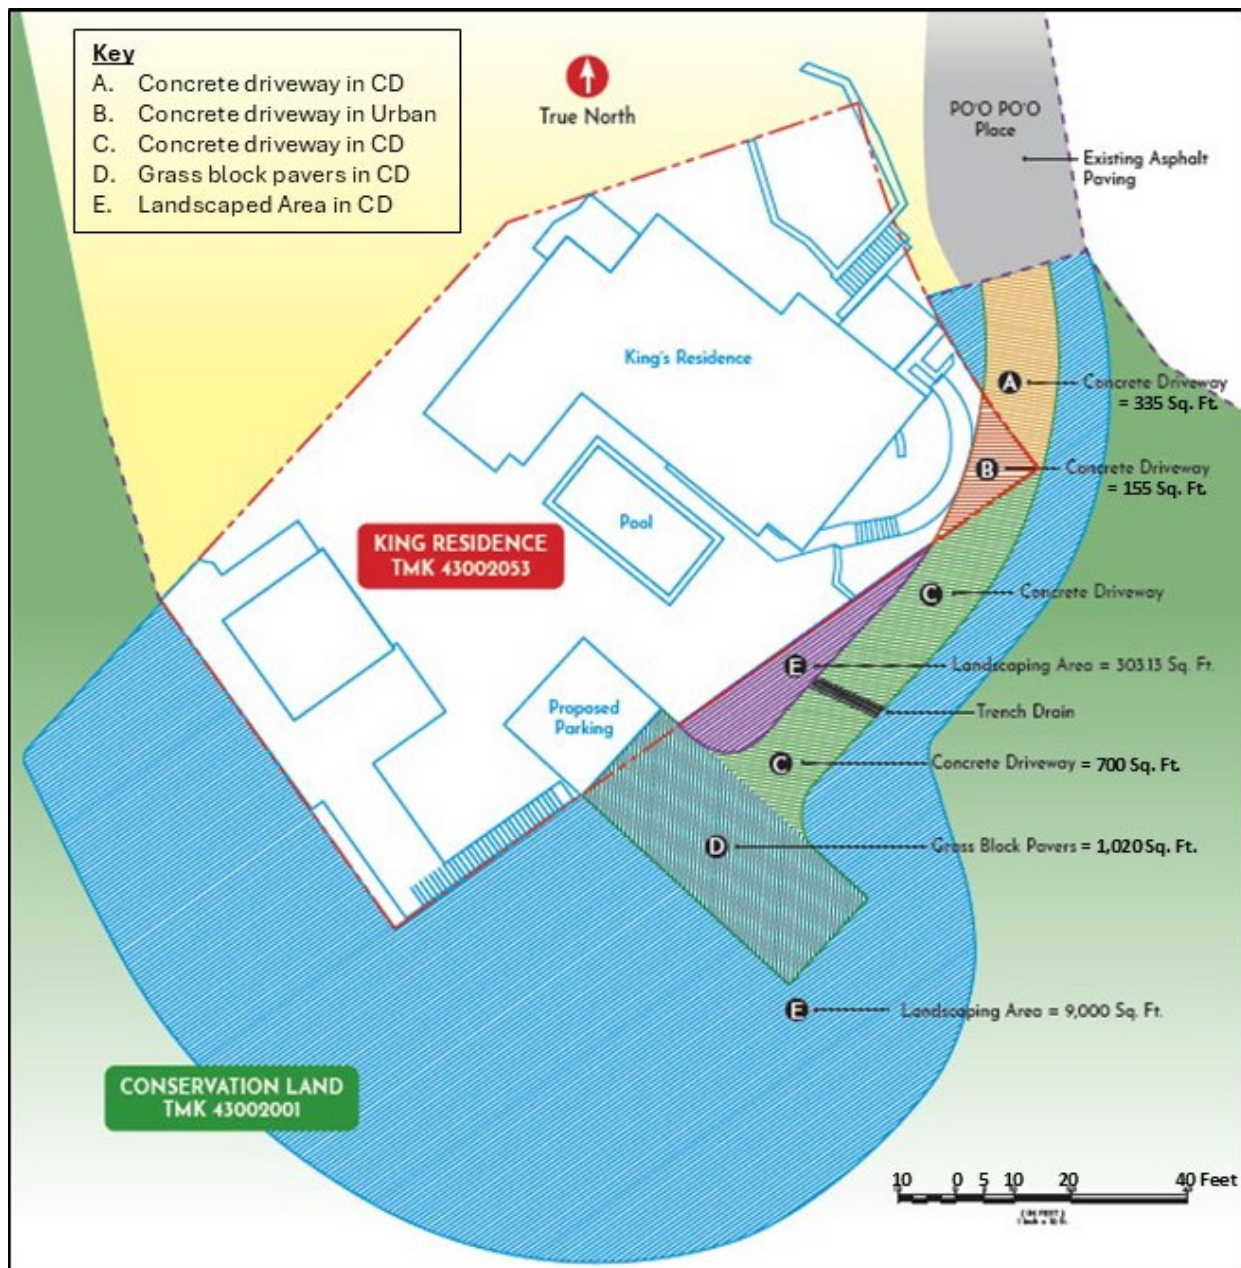 Key
A. Concrete driveway in CD
B. Concrete driveway in Urban
C. Concrete driveway in CD
D. Grass block pavers in CD
E. Landscaped Area in CD
True North
PO'O PO'O
Place
Existing Asphalt
Paving
King's Residence
A
Concrete Driveway
= 335 Sq. Ft.
B
Concrete Driveway
= 155 Sq. Ft.
Pool
KING RESIDENCE
TMK 43002053
C
Concrete Driveway
E
Landscaping Area = 303.13 Sq. Ft.
Trench Drain
Proposed
Parking
C
Concrete Driveway = 700 Sq. Ft.
D
Grass Block Pavers = 1,020 Sq. Ft.
E
Landscaping Area = 9,000 Sq. Ft.
CONSERVATION LAND
TMK 43002001
10 0 5 10 20 40 Feet
( IN FEET )